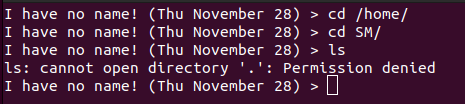 I have no name! (Thu November 28) > cd /home/
I have no name! (Thu November 28) > cd SM/
I have no name! (Thu November 28) > ls
ls: cannot open directory '.': Permission denied
I have no name! (Thu November 28) >